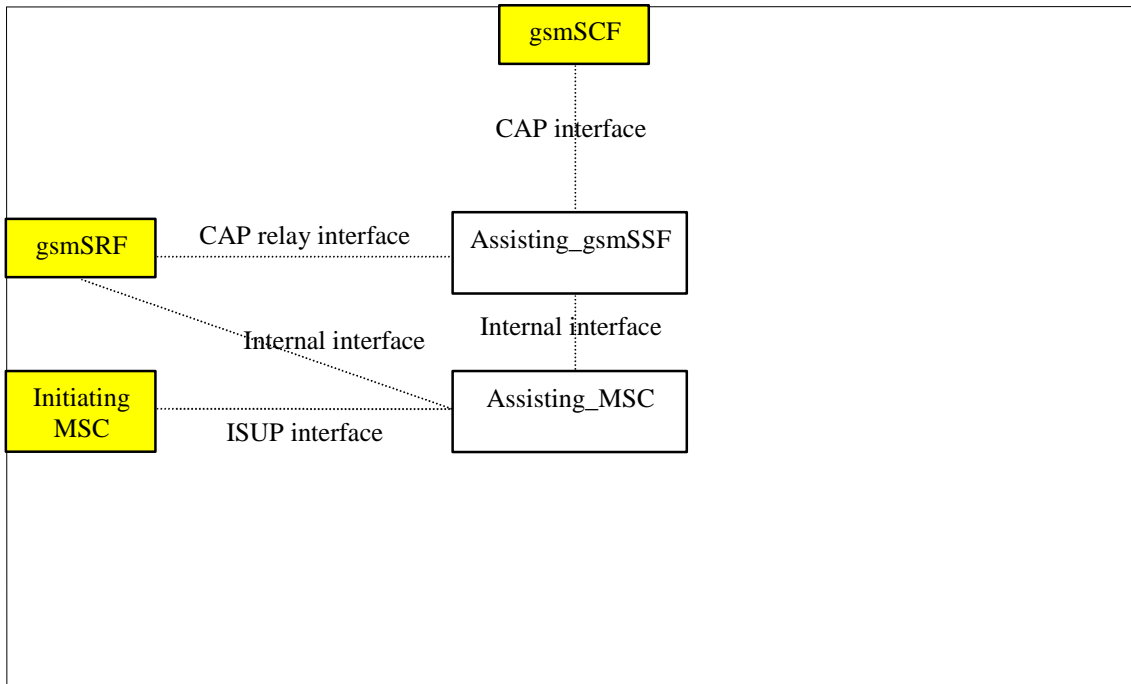 gsmSCF
CAP interface
gsmSRF
CAP relay interface
Assisting_gsmSSF
Internal interface
Internal interface
Initiating
MSC
Assisting_MSC
ISUP interface